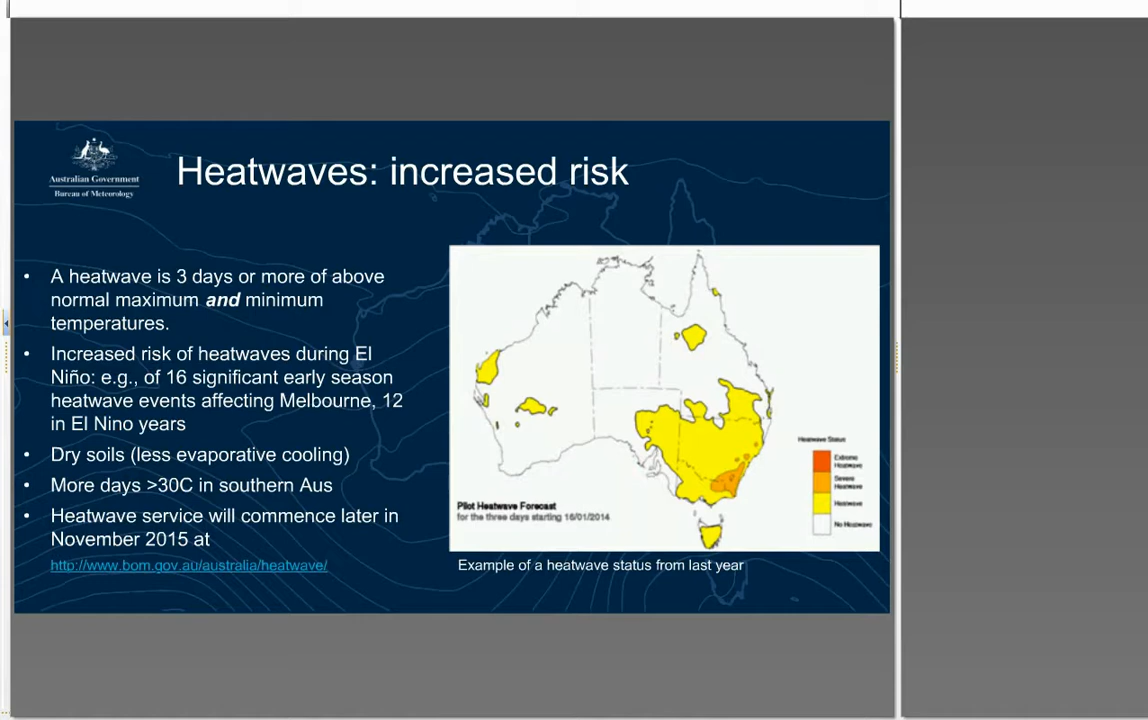 Australian Government
Bureau of Meteorology
Heatwaves: increased risk
• A heatwave is 3 days or more of above
normal maximum and minimum
temperatures.
• Increased risk of heatwaves during El
Niño: e.g., of 16 significant early season
heatwave events affecting Melbourne, 12
in El Nino years
• Dry soils (less evaporative cooling)
• More days >30C in southern Aus
• Heatwave service will commence later in
November 2015 at
http://www.bom.gov.au/australia/heatwave/
Heatwave Status
Extreme
Heatwave
Severe
Heatwave
Heatwave
No Heatwave
Pilot Heatwave Forecast
for the three days starting 16/01/2014
Example of a heatwave status from last year